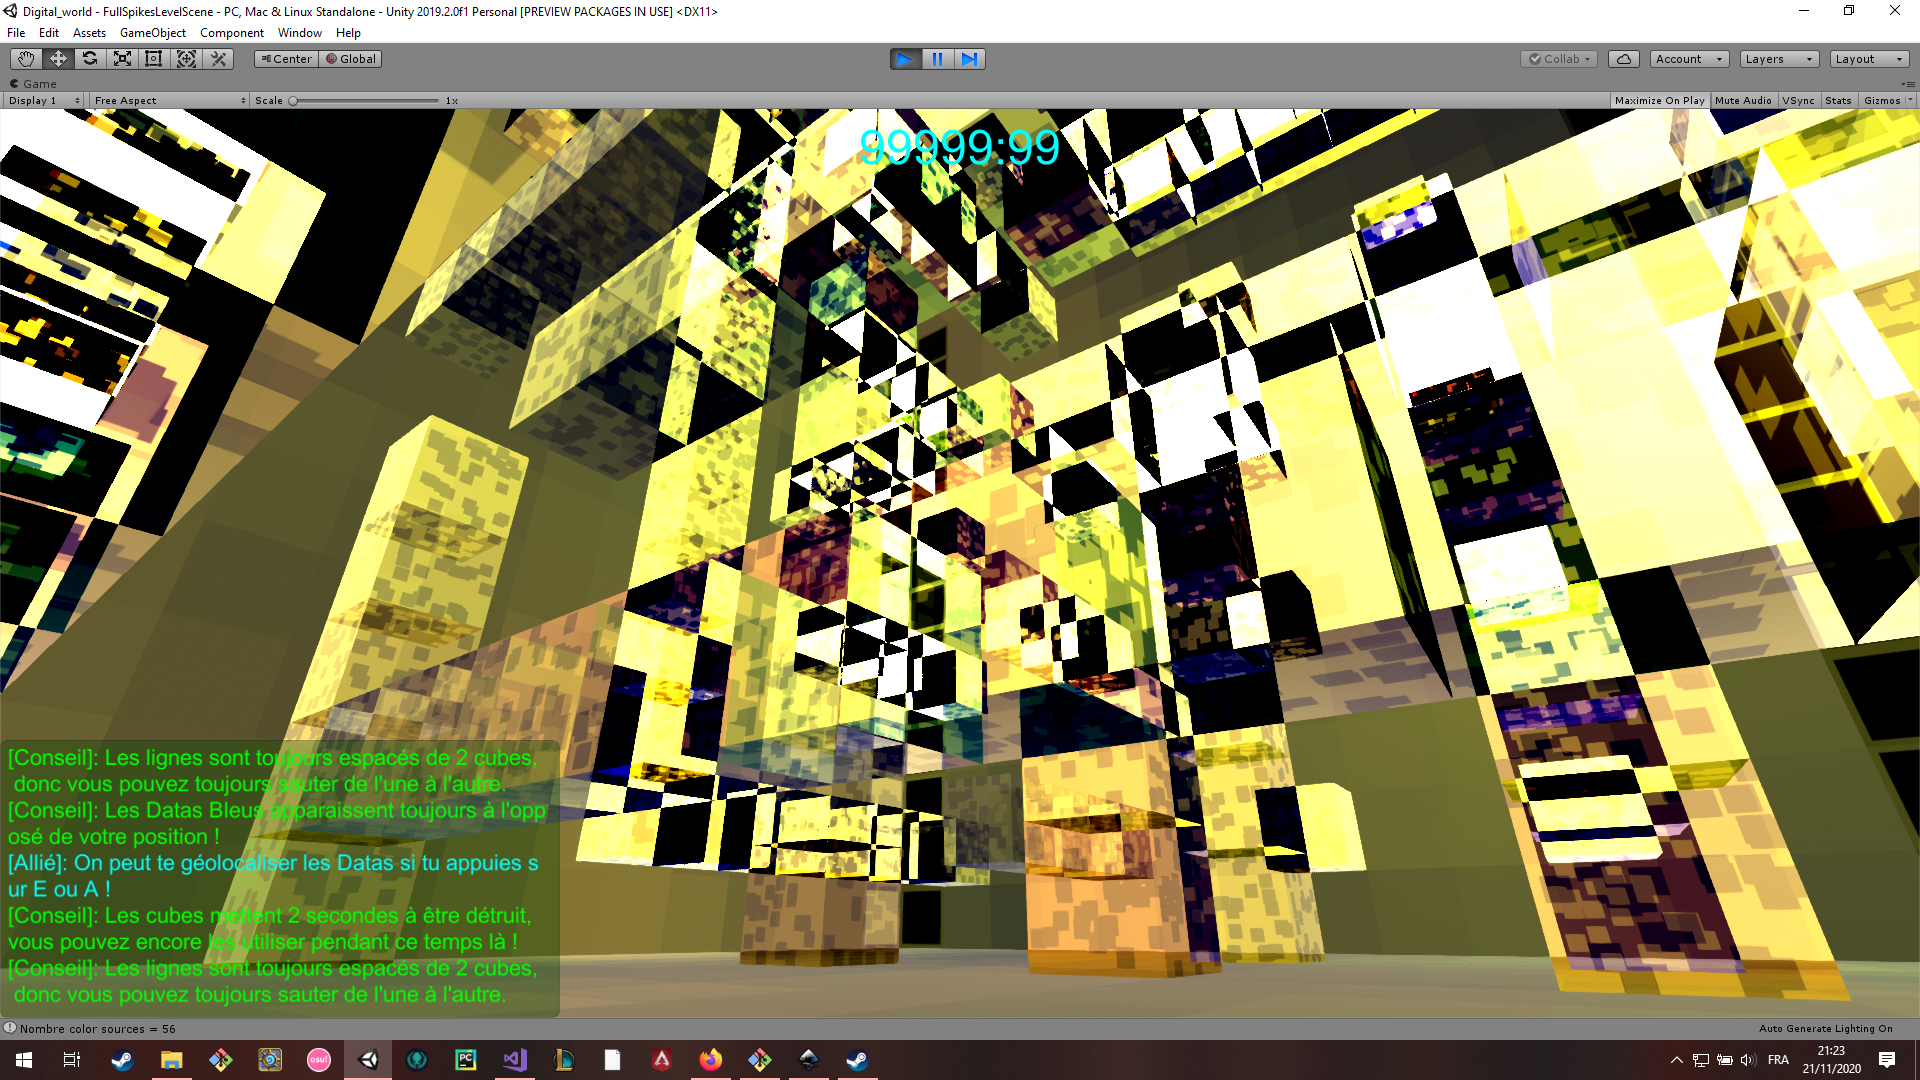 Digital_world - FullSpikesLevelScene - PC, Mac & Linux Standalone - Unity 2019.2.0f1 Personal [PREVIEW PACKAGES IN USE] <DX11>
File Edit Assets GameObject Component Window Help
Center Global Collab Account Layers Layout
Game
Display 1 Free Aspect Scale 1x Maximize On Play Mute Audio VSync Stats Gizmos
99999:99
[Conseil]: Les lignes sont toujours espacés de 2 cubes,
donc vous pouvez toujours sauter de l'une à l'autre.
[Conseil]: Les Datas Bleus apparaissent toujours à l'opp
osé de votre position !
[Allié]: On peut te géolocaliser les Datas si tu appuies s
ur E ou A !
[Conseil]: Les cubes mettent 2 secondes à être détruit,
vous pouvez encore les utiliser pendant ce temps là !
[Conseil]: Les lignes sont toujours espacés de 2 cubes,
donc vous pouvez toujours sauter de l'une à l'autre.
Nombre color sources = 56 Auto Generate Lighting On
osu! PC FRA 21:23
21/11/2020